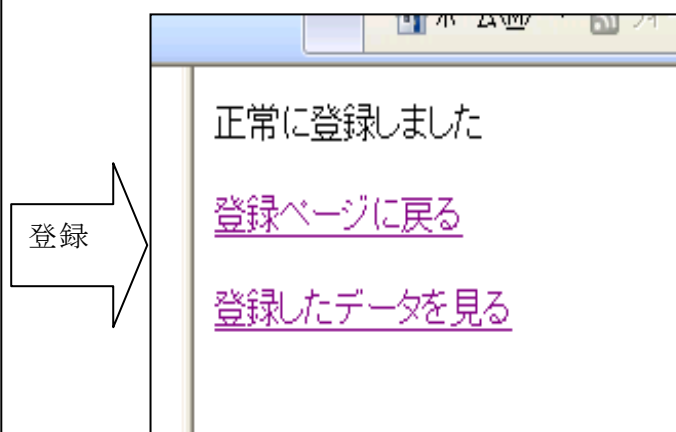 正常に登録しました
登録ページに戻る
登録
登録したデータを見る